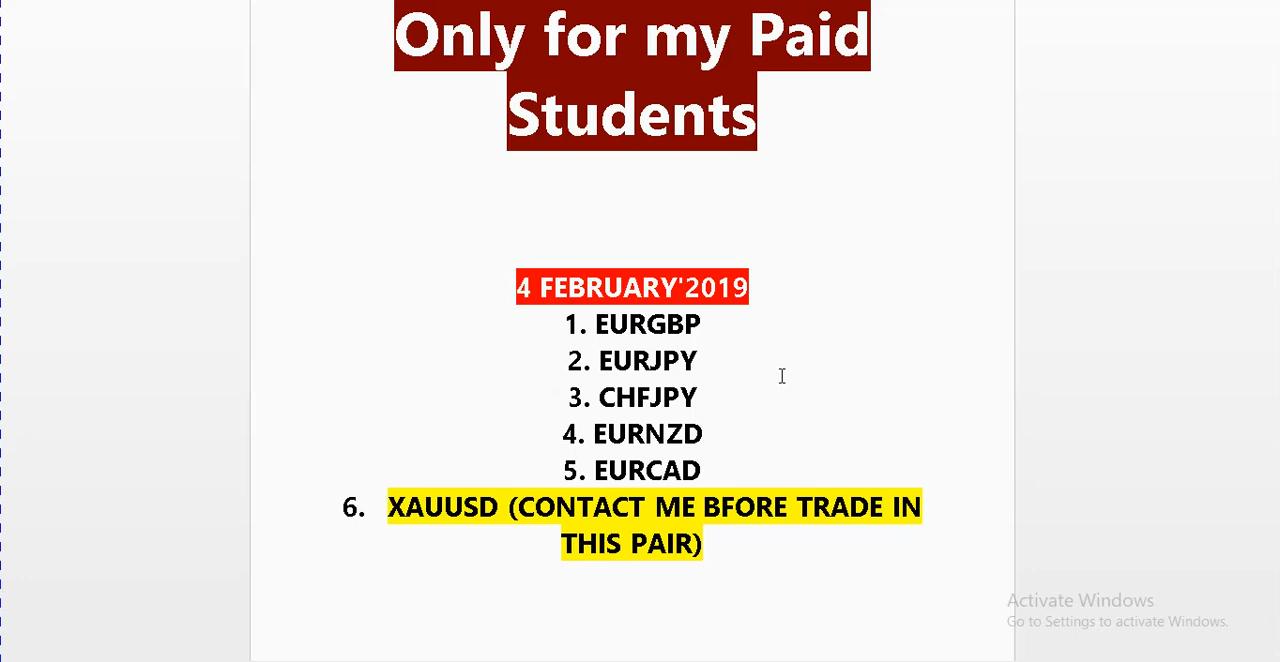 Only for my Paid
Students
4 FEBRUARY'2019
1. EURGBP
2. EURJPY
3. CHFJPY
4. EURNZD
5. EURCAD
6. XAUUSD (CONTACT ME BFORE TRADE IN
THIS PAIR)
Activate Windows
Go to Settings to activate Windows.